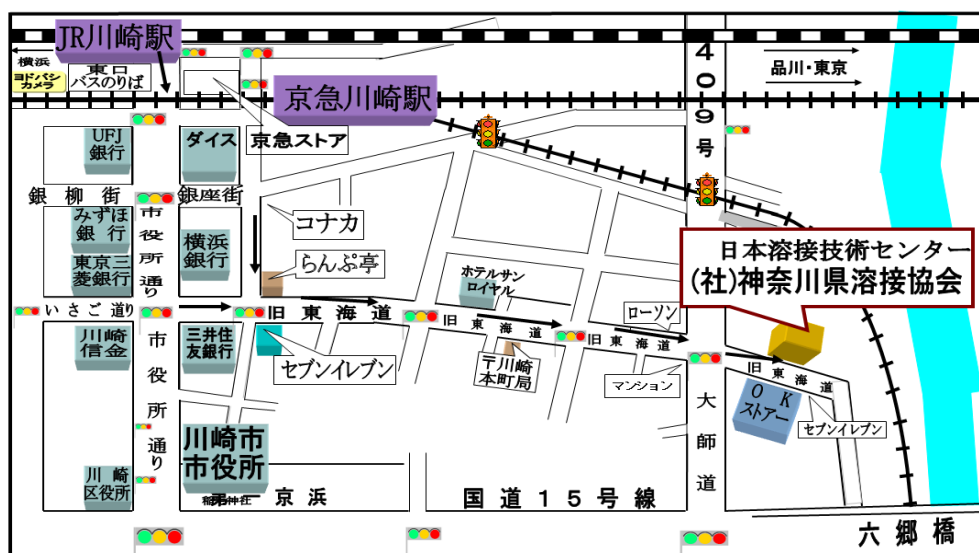 JR川崎駅
横浜
ヨドバシ
カメラ
東口
バスのりば
京急川崎駅
409号
品川・東京
UFJ
銀行
ダイス
京急ストア
銀柳街
銀座街
みずほ
銀行
東京三
菱銀行
市役所通り
横浜
銀行
コナカ
らんぷ亭
ホテルサン
ロイヤル
日本溶接技術センター
(社)神奈川県溶接協会
いさご通り
旧東海道
旧東海道
旧東海道
ローソン
川崎
信金
三井住
友銀行
セブンイレブン
〒川崎
本町局
マンション
旧東海道
OK
ストアー
セブンイレブン
市役所通り
大師道
川崎市
市役所
川崎
区役所
稲毛神社
第一京浜
国道15号線
六郷橋